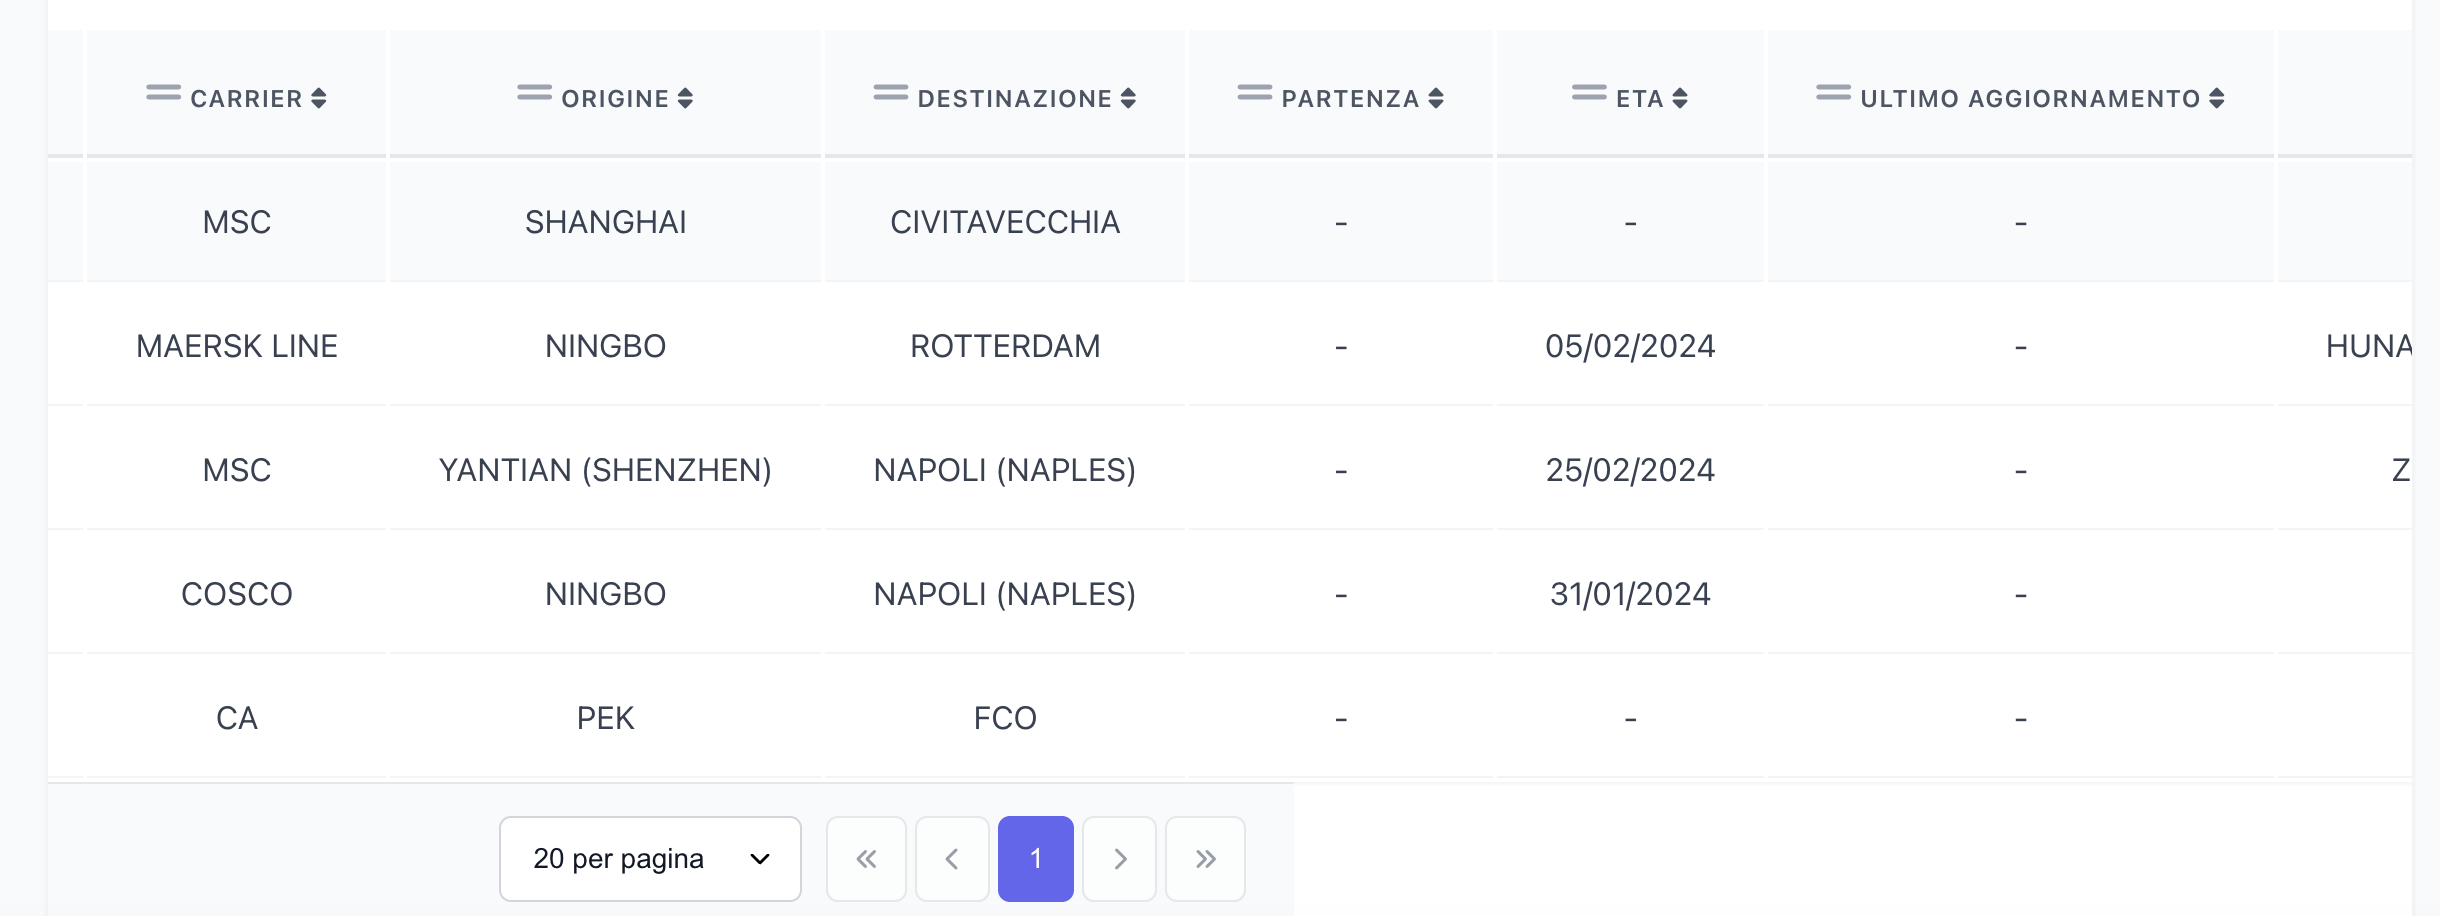 CARRIER ORIGINE DESTINAZIONE PARTENZA ETA ULTIMO AGGIORNAMENTO
MSC SHANGHAI CIVITAVECCHIA - - -
MAERSK LINE NINGBO ROTTERDAM - 05/02/2024 - HUNA
MSC YANTIAN (SHENZHEN) NAPOLI (NAPLES) - 25/02/2024 - Z
COSCO NINGBO NAPOLI (NAPLES) - 31/01/2024 -
CA PEK FCO - - -
20 per pagina « < 1 > »